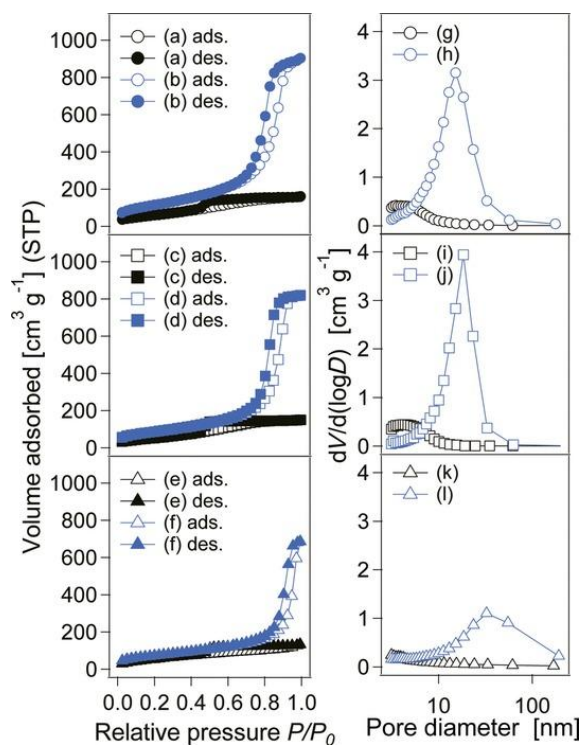 1000
800
600
400
200
0
(a) ads.
(a) des.
(b) ads.
(b) des.
4
3
2
1
0
(g)
(h)
1000
800
600
400
200
0
(c) ads.
(c) des.
(d) ads.
(d) des.
4
3
2
1
0
(i)
(j)
1000
800
600
400
200
0
(e) ads.
(e) des.
(f) ads.
(f) des.
4
3
2
1
0
(k)
(l)
Volume adsorbed [cm³ g⁻¹] (STP)
dV/d(logD) [cm³ g⁻¹]
0.0 0.2 0.4 0.6 0.8 1.0
Relative pressure P/P₀
10 100
Pore diameter [nm]